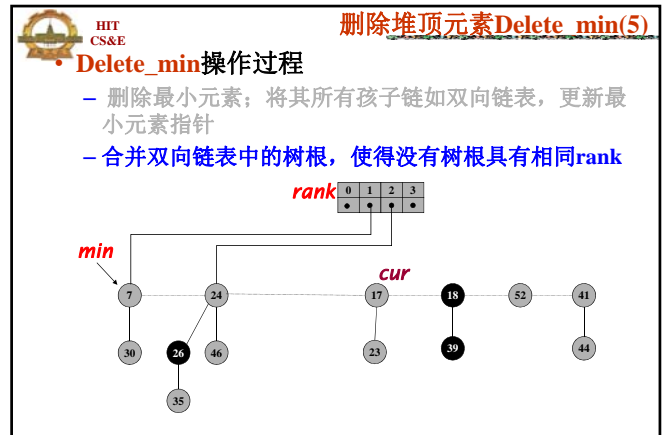 HIT
CS&E
删除堆顶元素Delete_min(5)
• Delete_min操作过程
– 删除最小元素；将其所有孩子链如双向链表，更新最
小元素指针
– 合并双向链表中的树根，使得没有树根具有相同rank
rank 0 1 2 3
min
cur
7 24 17 18 52 41
30 26 46 23 39 44
35